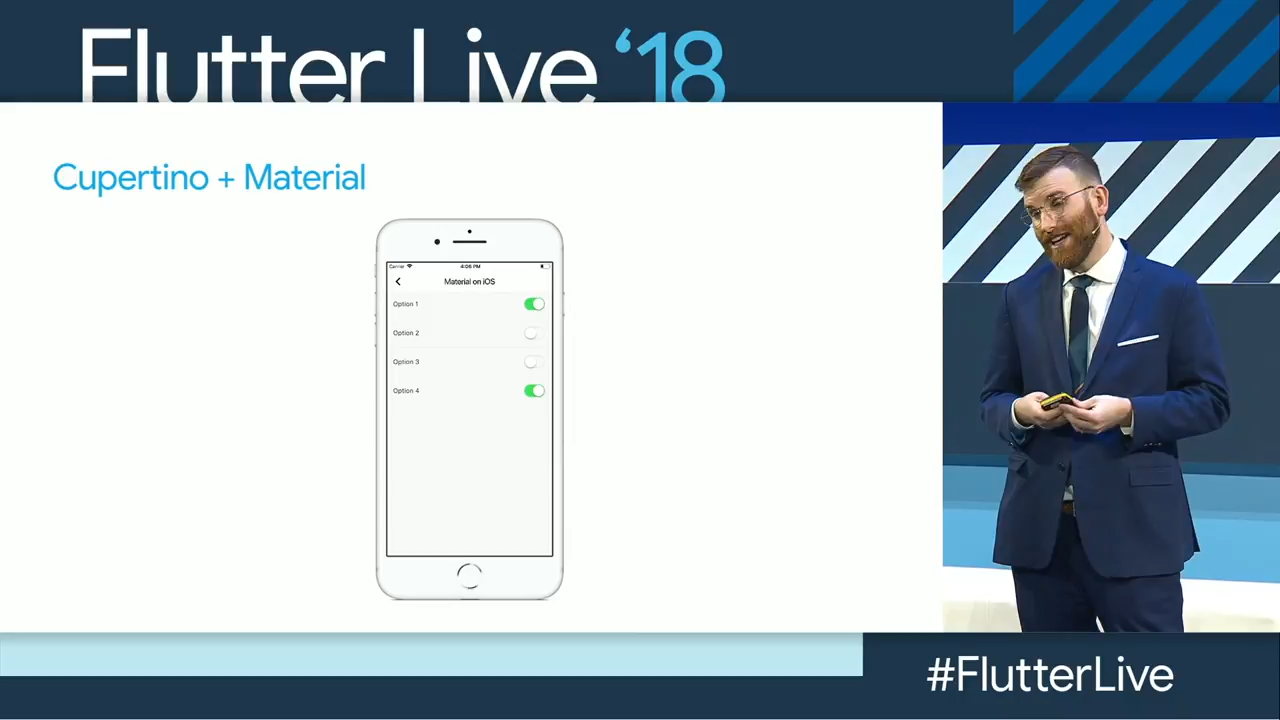 Flutter Live ‘18
Cupertino + Material
Carrier
4:06 PM
Material on iOS
Option 1
Option 2
Option 3
Option 4
#FlutterLive